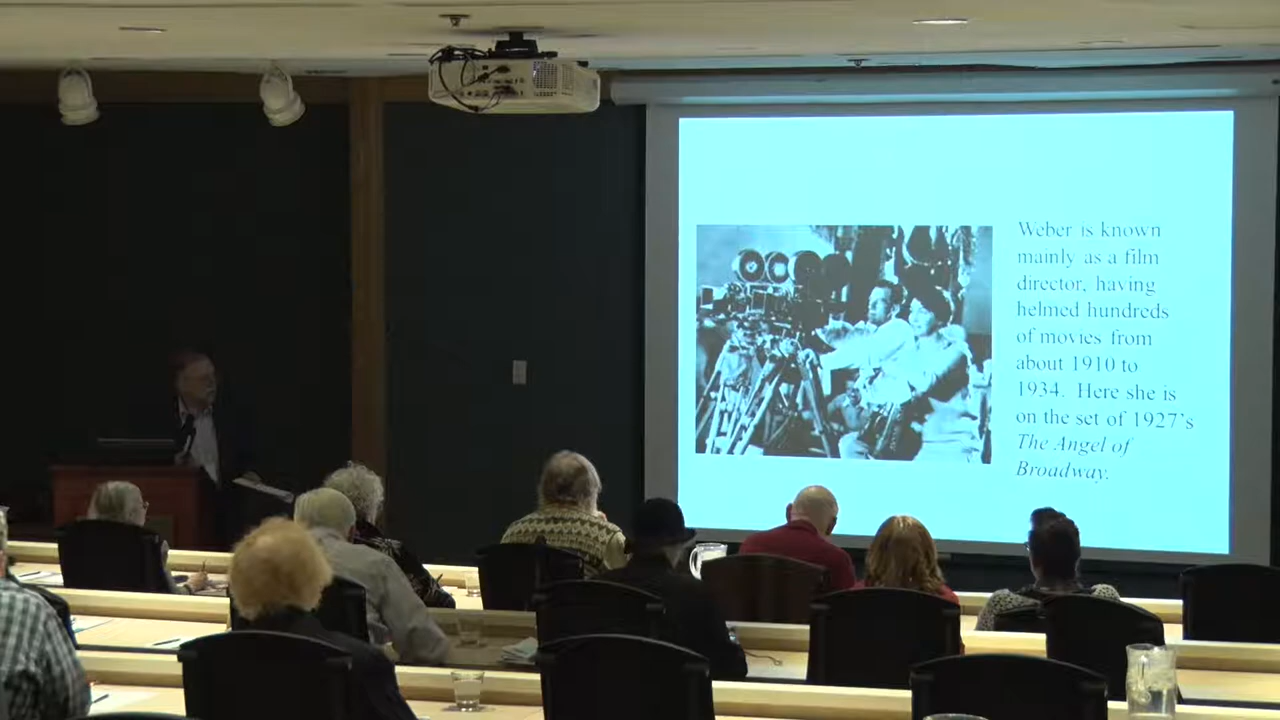 Weber is known
mainly as a film
director, having
helmed hundreds
of movies from
about 1910 to
1934.  Here she is
on the set of 1927's
The Angel of
Broadway.